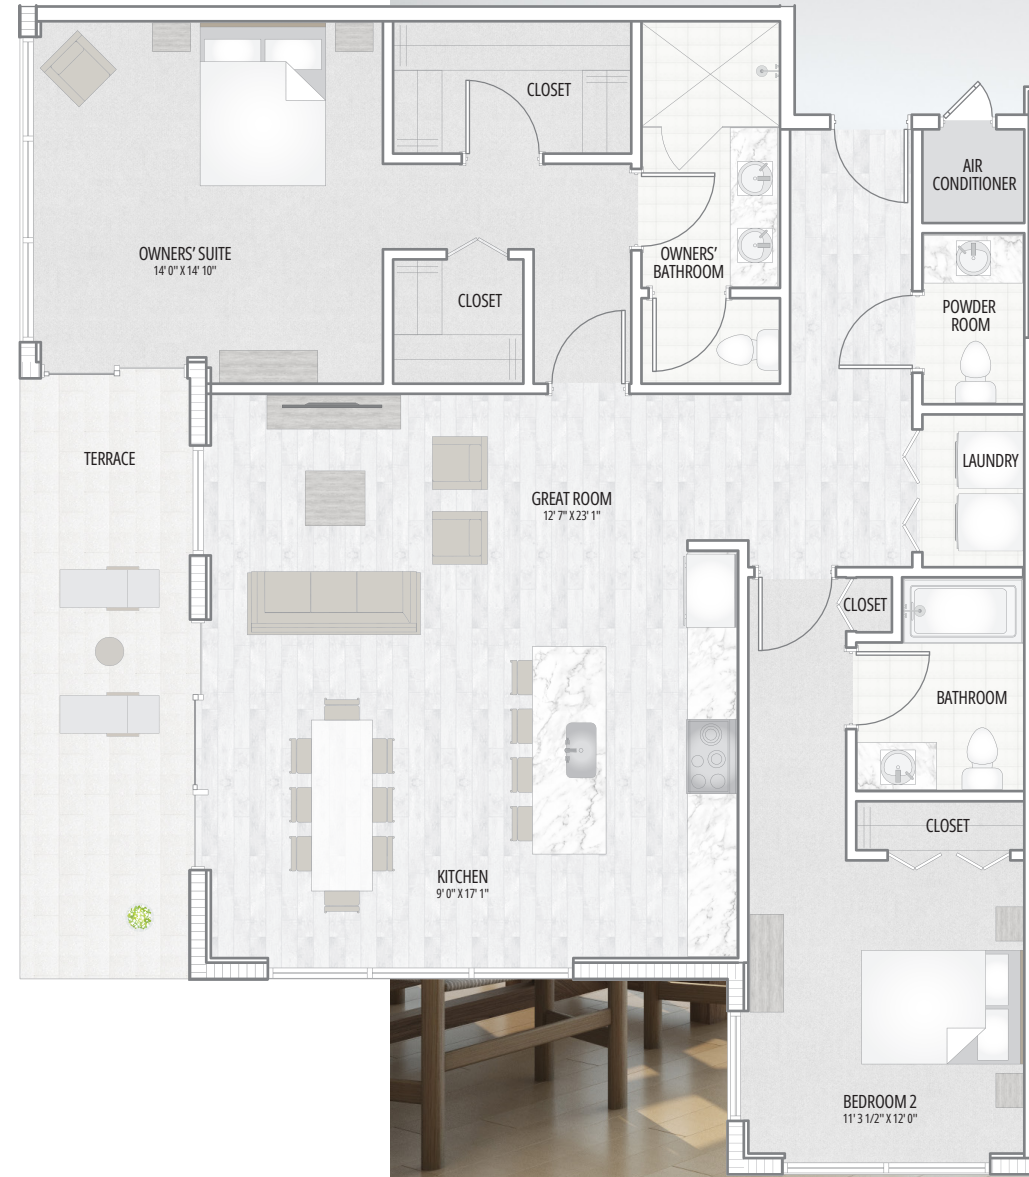 CLOSET
AIR
CONDITIONER
OWNERS' SUITE
14' 0" X 14' 10"
OWNERS'
BATHROOM
CLOSET
POWDER
ROOM
TERRACE
LAUNDRY
GREAT ROOM
12' 7" X 23' 1"
CLOSET
BATHROOM
CLOSET
KITCHEN
9' 0" X 17' 1"
BEDROOM 2
11' 3 1/2" X 12' 0"